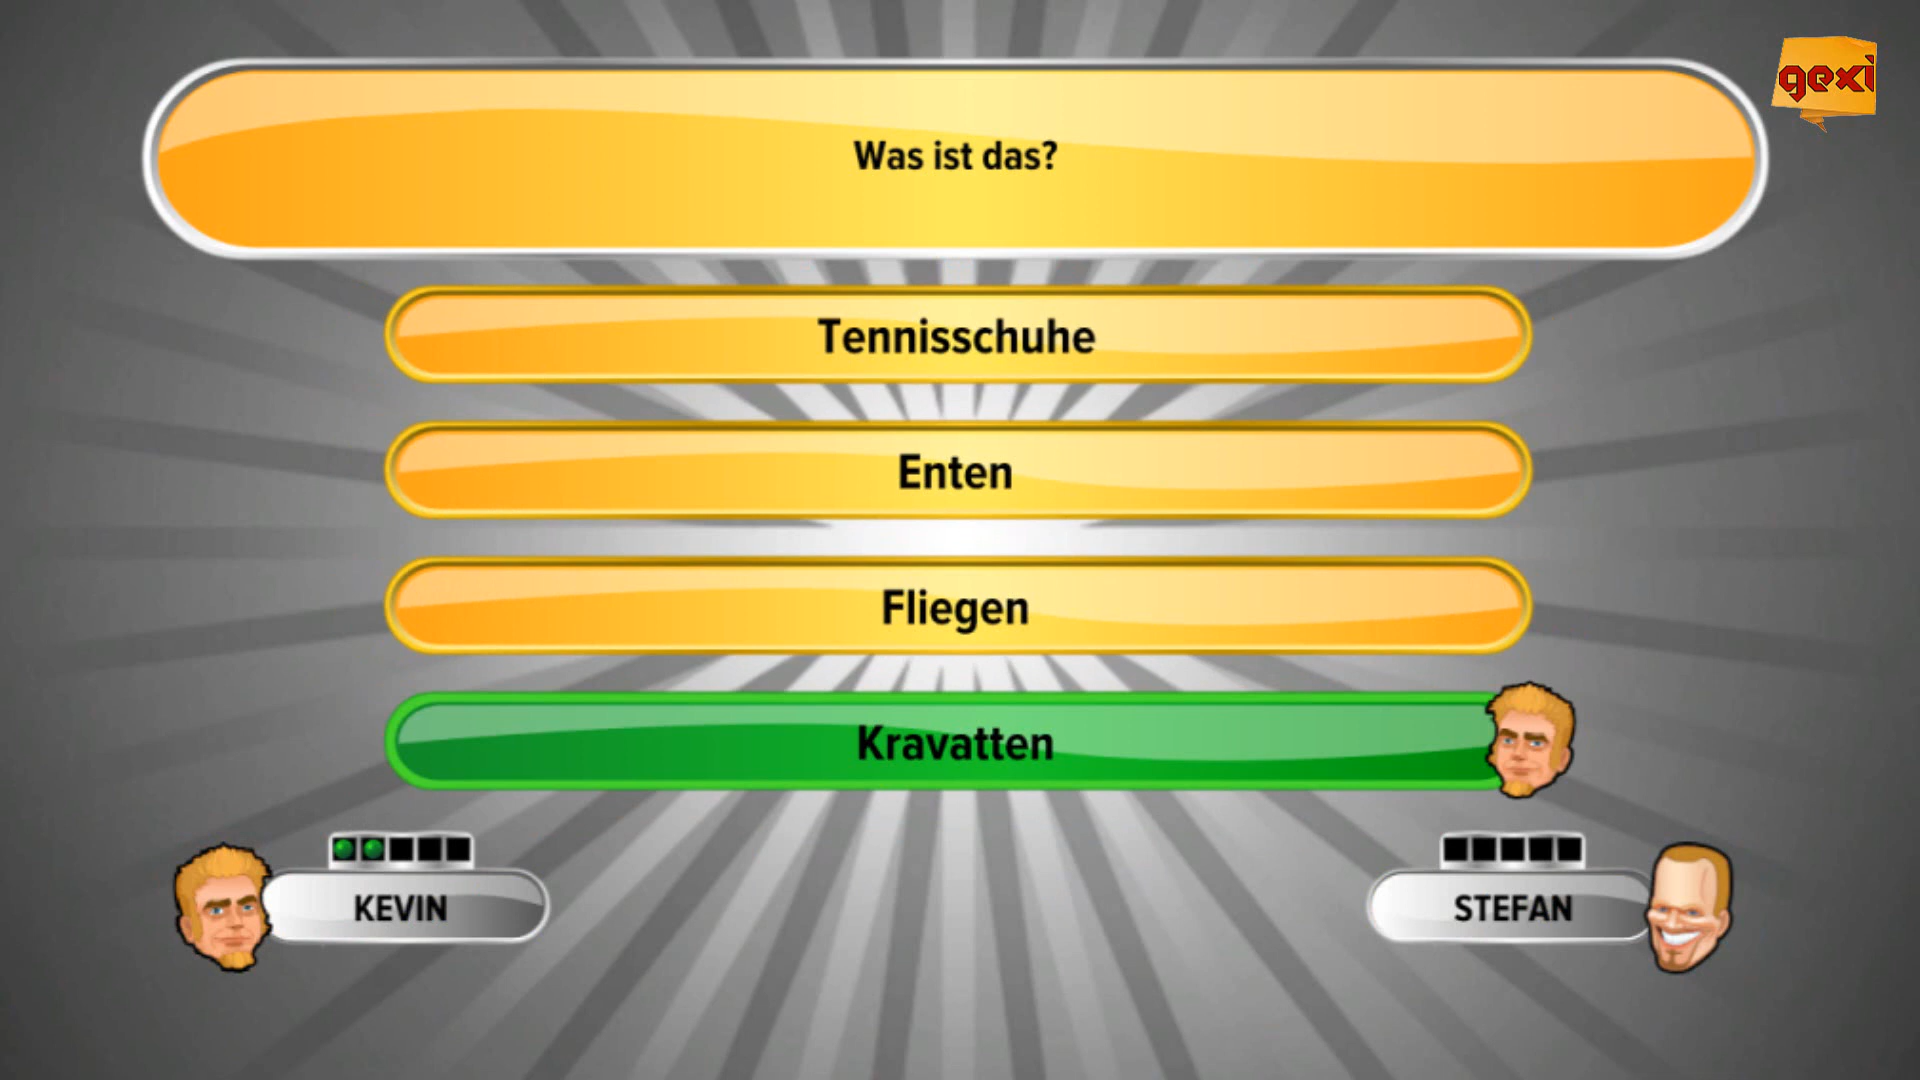 gexi
Was ist das?
Tennisschuhe
Enten
Fliegen
Kravatten
KEVIN
STEFAN